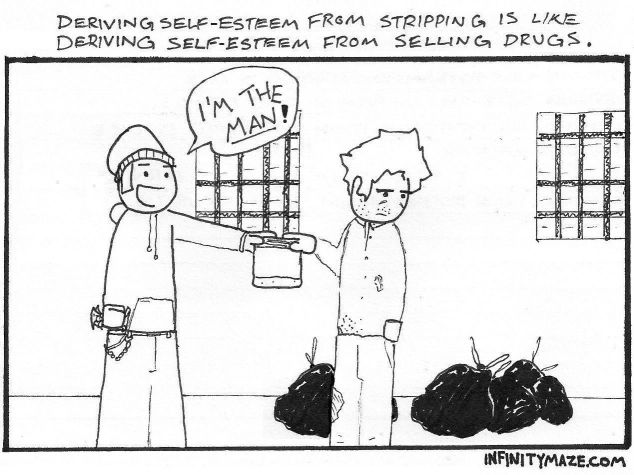 DERIVING SELF-ESTEEM FROM STRIPPING IS LIKE
DERIVING SELF-ESTEEM FROM SELLING DRUGS.
I'M THE
MAN!
INFINITYMAZE.COM